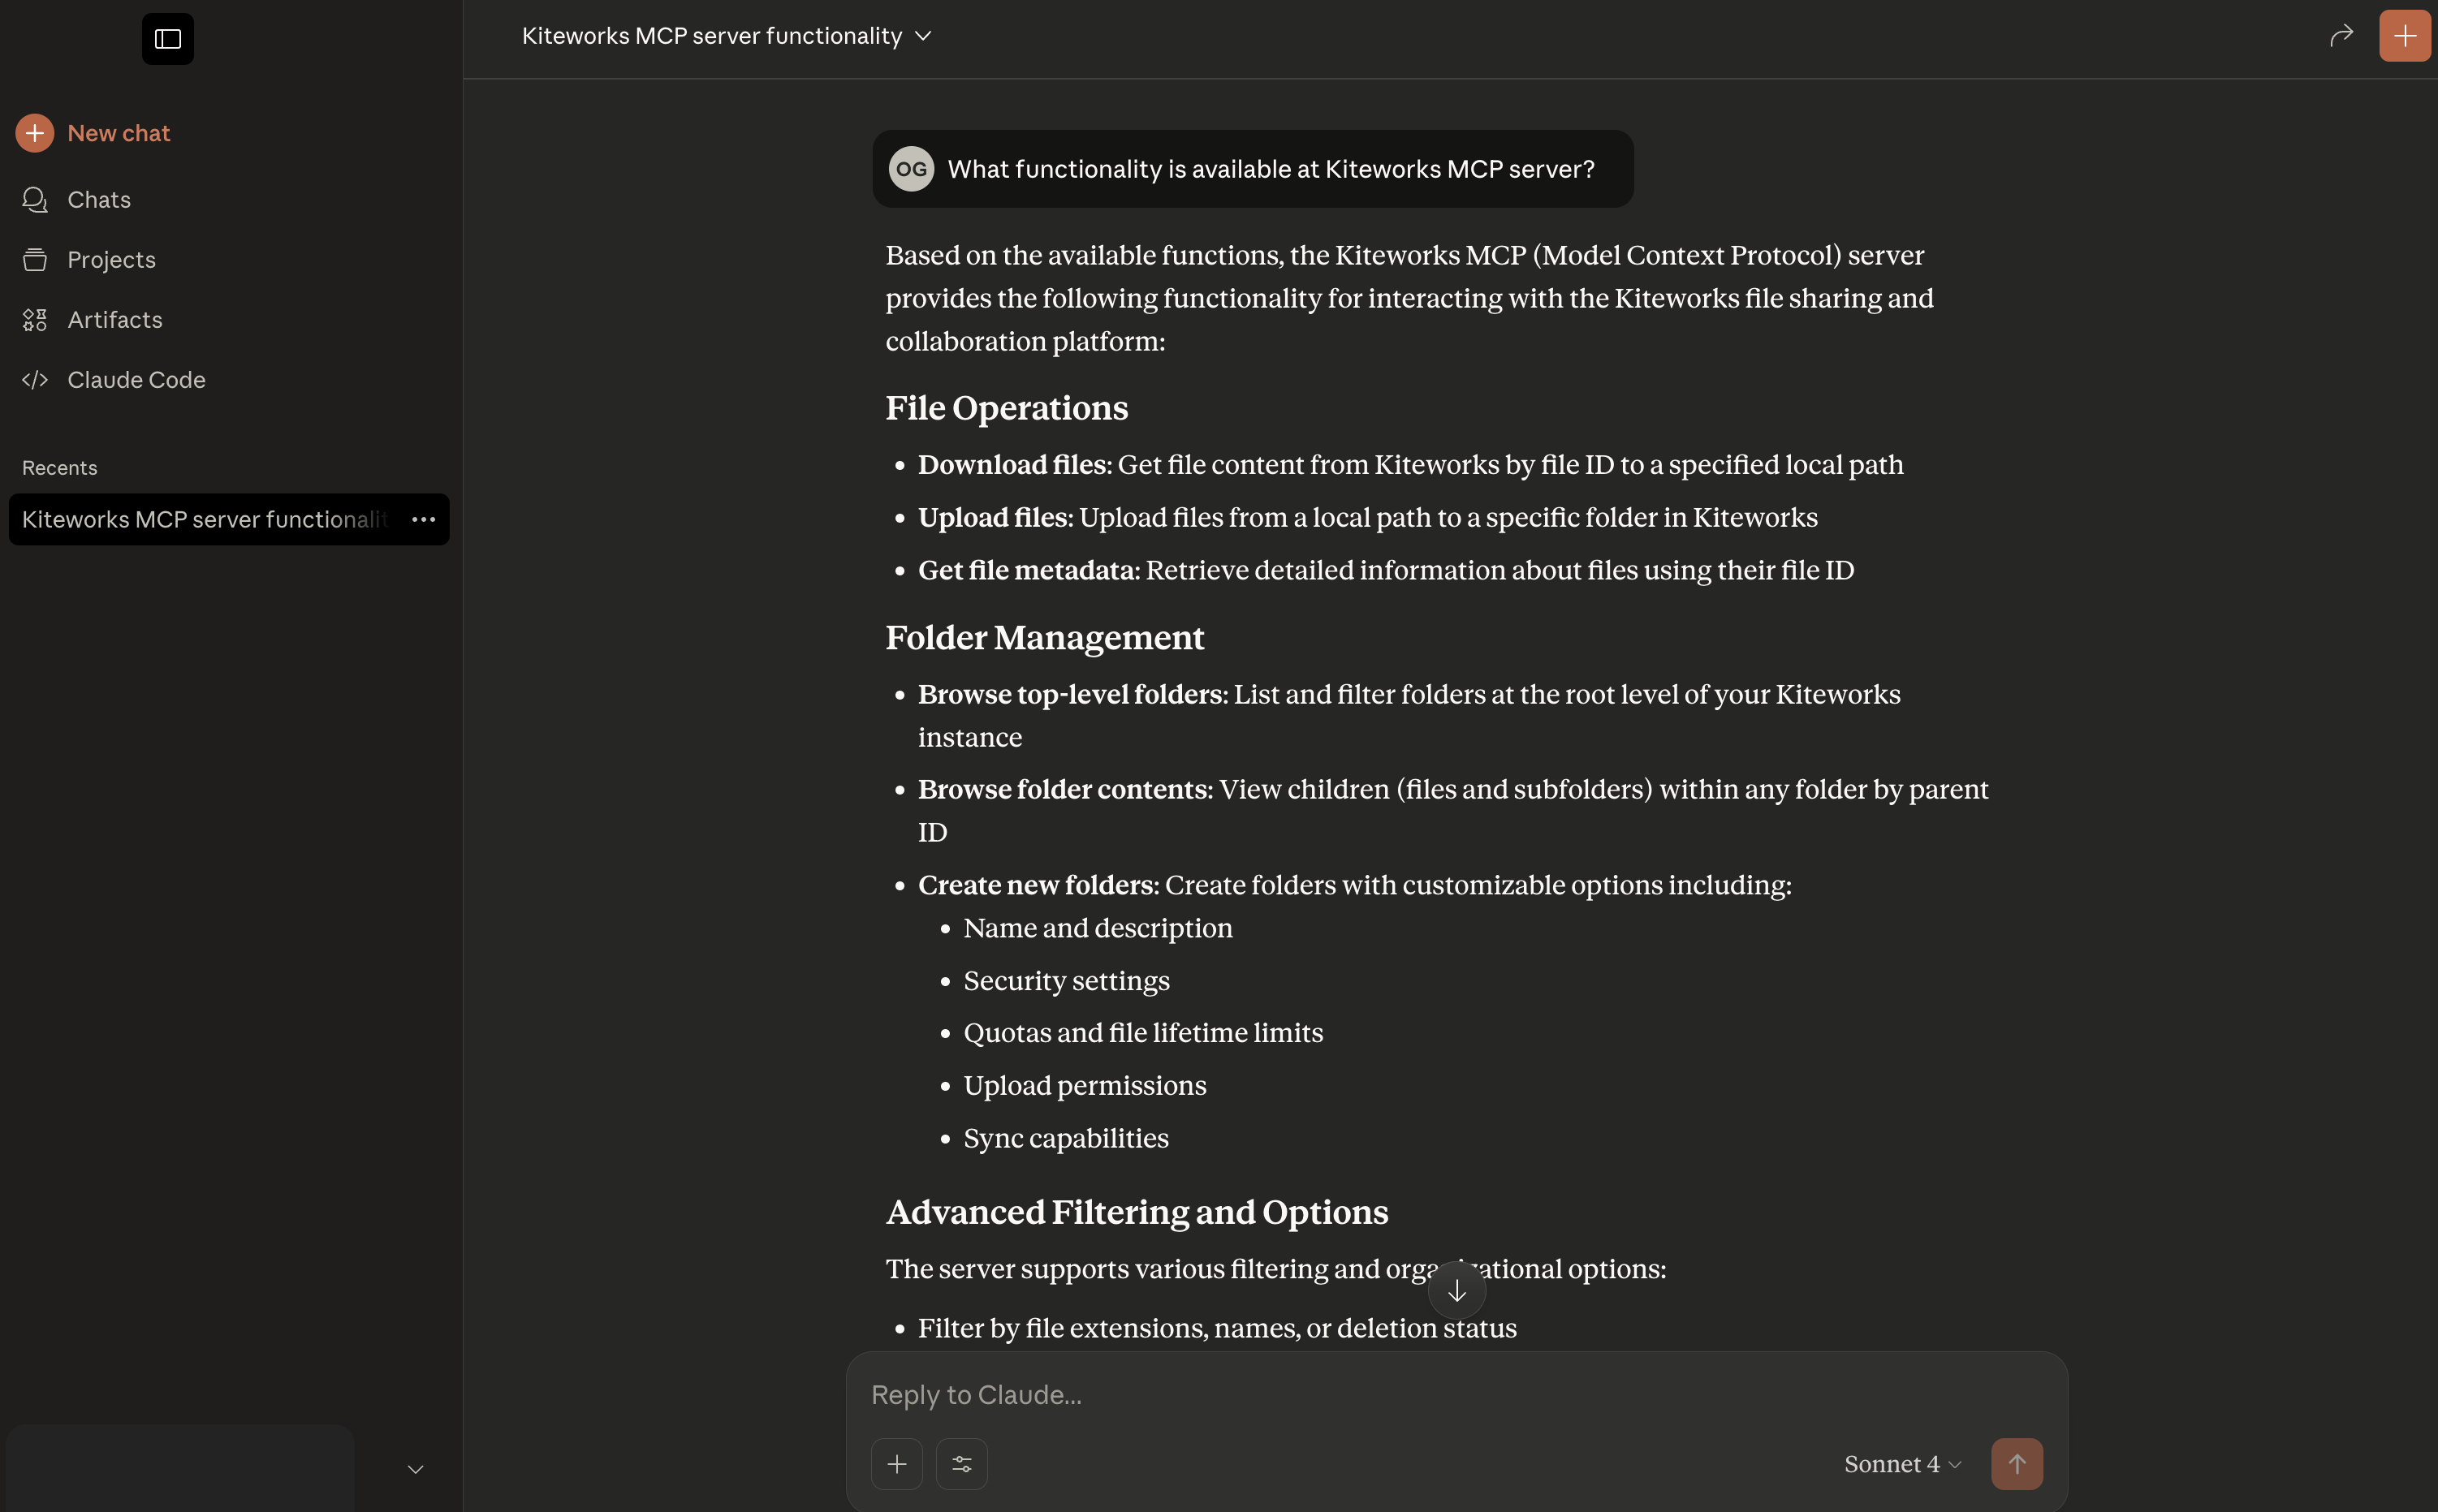 Kiteworks MCP server functionality
New chat
Chats
Projects
Artifacts
Claude Code
Recents
Kiteworks MCP server functionalit
OG What functionality is available at Kiteworks MCP server?
Based on the available functions, the Kiteworks MCP (Model Context Protocol) server
provides the following functionality for interacting with the Kiteworks file sharing and
collaboration platform:
File Operations
• Download files: Get file content from Kiteworks by file ID to a specified local path
• Upload files: Upload files from a local path to a specific folder in Kiteworks
• Get file metadata: Retrieve detailed information about files using their file ID
Folder Management
• Browse top-level folders: List and filter folders at the root level of your Kiteworks
instance
• Browse folder contents: View children (files and subfolders) within any folder by parent
ID
• Create new folders: Create folders with customizable options including:
• Name and description
• Security settings
• Quotas and file lifetime limits
• Upload permissions
• Sync capabilities
Advanced Filtering and Options
The server supports various filtering and organizational options:
• Filter by file extensions, names, or deletion status
Reply to Claude...
Sonnet 4